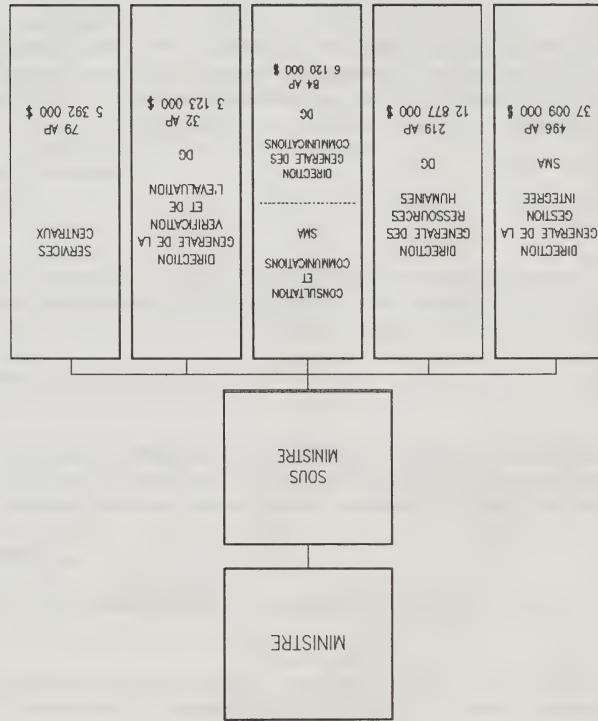 MINISTRE
SOUS
MINISTRE
DIRECTION
GENERALE DE LA
GESTION
INTEGREE
SMA
496 AP
37 009 000 $
DIRECTION
GENERALE DES
RESSOURCES
HUMAINES
DG
219 AP
12 877 000 $
CONSULTATION
ET
COMMUNICATIONS
SMA
DIRECTION
GENERALE DES
COMMUNICATIONS
DG
84 AP
6 120 000 $
DIRECTION
GENERALE DE LA
VERIFICATION
ET DE
L'EVALUATION
DG
32 AP
3 123 000 $
SERVICES
CENTRAUX
79 AP
5 392 000 $